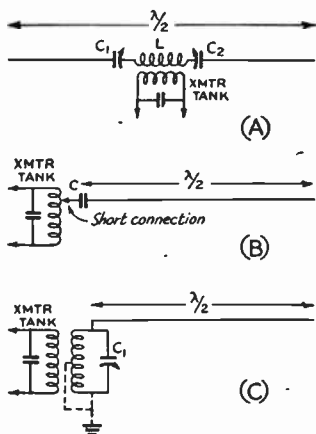 λ/2
C1 L C2
XMTR
TANK
(A)
XMTR
TANK
C λ/2
Short connection
(B)
XMTR
TANK
λ/2
C1
(C)